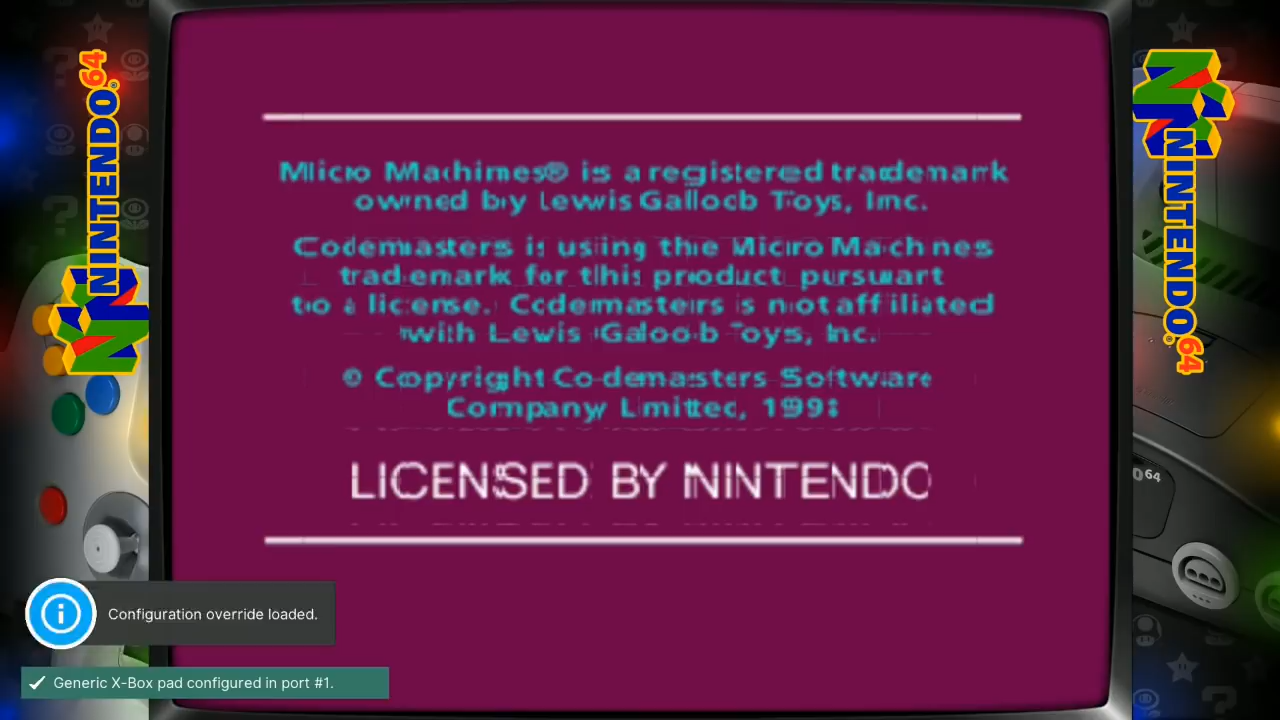 NINTENDO64
NINTENDO64
Micro Machines® is a registered trademark
owned by Lewis Galoob Toys, Inc.
Codemasters is using the Micro Machines
trademark for this product pursuant
to a license. Codemasters is not affiliated
with Lewis Galoob Toys, Inc.
© Copyright Codemasters Software
Company Limited, 199
LICENSED BY NINTENDO
Configuration override loaded.
Generic X-Box pad configured in port #1.